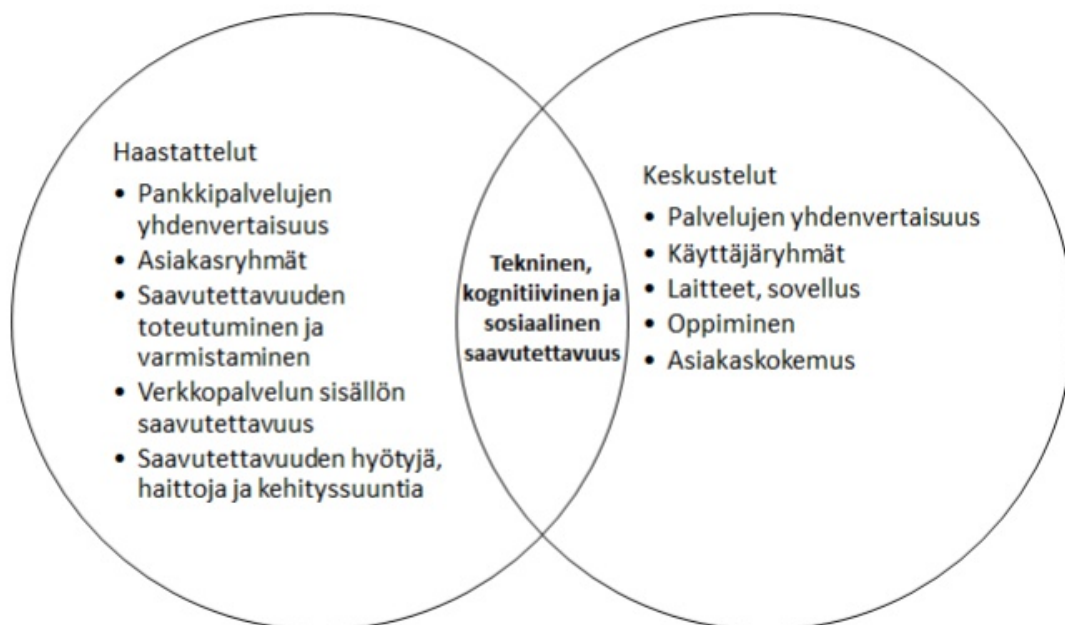 Haastattelut
• Pankkipalvelujen
yhdenvertaisuus
• Asiakasryhmät
• Saavutettavuuden
toteutuminen ja
varmistaminen
• Verkkopalvelun sisällön
saavutettavuus
• Saavutettavuuden hyötyjä,
haittoja ja kehityssuuntia
Tekninen,
kognitiivinen ja
sosiaalinen
saavutettavuus
Keskustelut
• Palvelujen yhdenvertaisuus
• Käyttäjäryhmät
• Laitteet, sovellus
• Oppiminen
• Asiakaskokemus